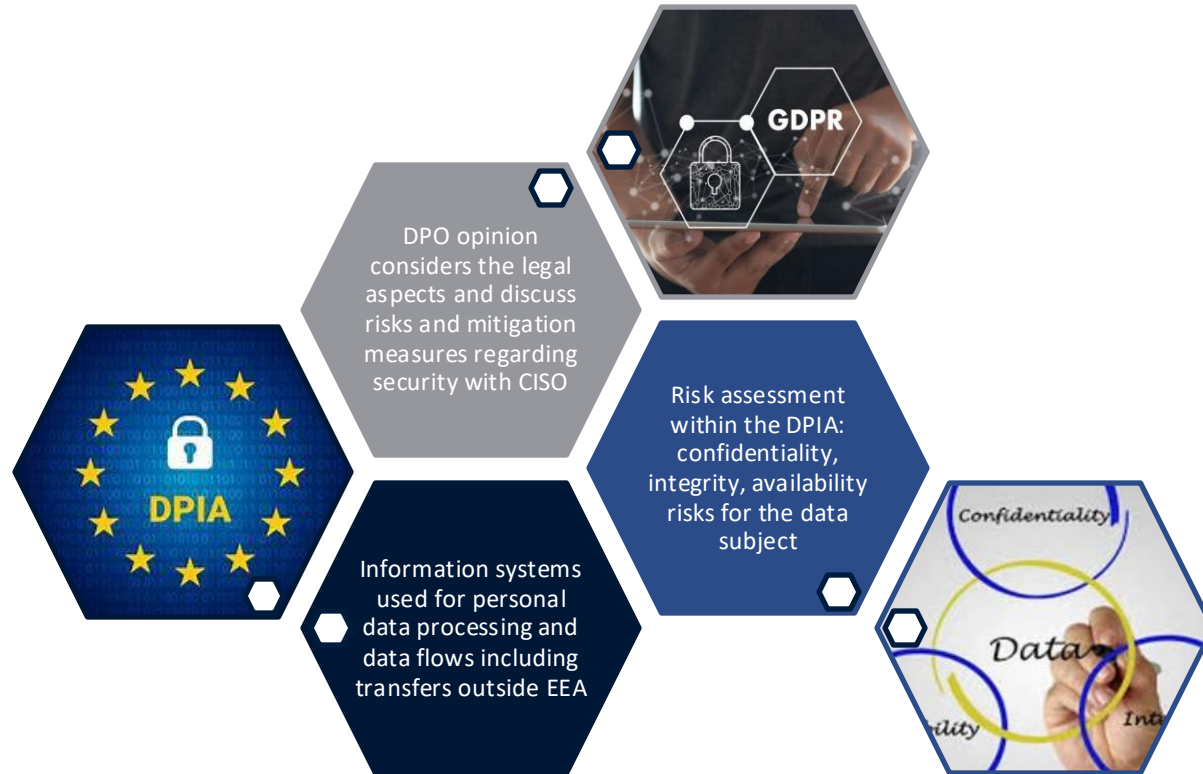 GDPR
DPO opinion
considers the legal
aspects and discuss
risks and mitigation
measures regarding
security with CISO
DPIA
Risk assessment
within the DPIA:
confidentiality,
integrity, availability
risks for the data
subject
Information systems
used for personal
data processing and
data flows including
transfers outside EEA
Confidentiality
Data
bility
Inte